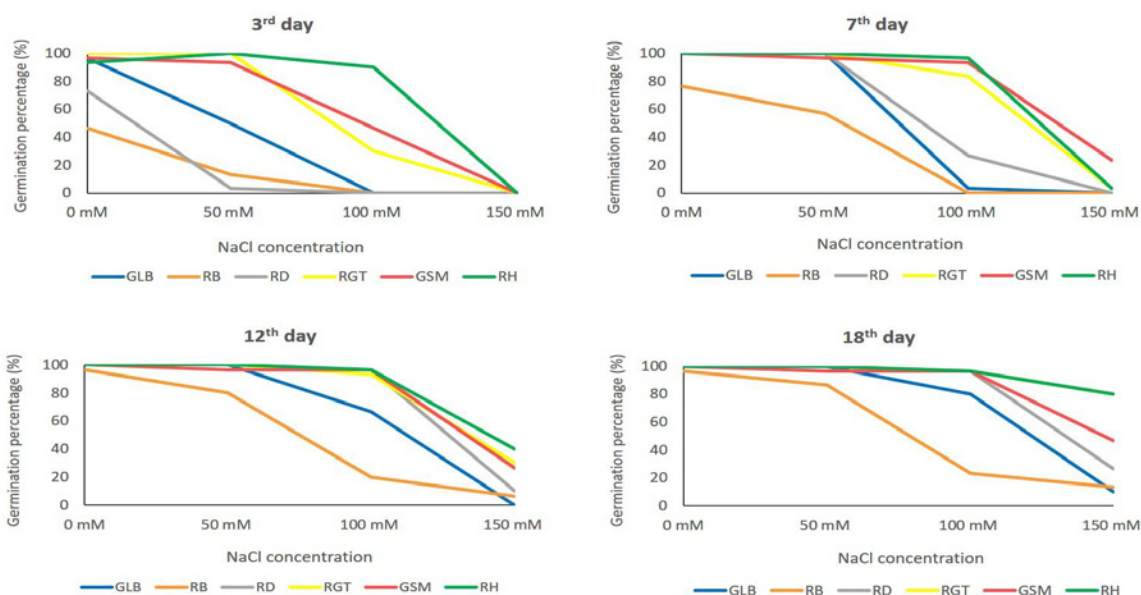 3rd day
Germination percentage (%)
100
80
60
40
20
0
0 mM 50 mM 100 mM 150 mM
NaCl concentration
GLB RB RD RGT GSM RH
7th day
Germination percentage (%)
100
80
60
40
20
0
0 mM 50 mM 100 mM 150 mM
NaCl concentration
GLB RB RD RGT GSM RH
12th day
Germination percentage (%)
100
80
60
40
20
0
0 mM 50 mM 100 mM 150 mM
NaCl concentration
GLB RB RD RGT GSM RH
18th day
Germination percentage (%)
100
80
60
40
20
0
0 mM 50 mM 100 mM 150 mM
NaCl concentration
GLB RB RD RGT GSM RH